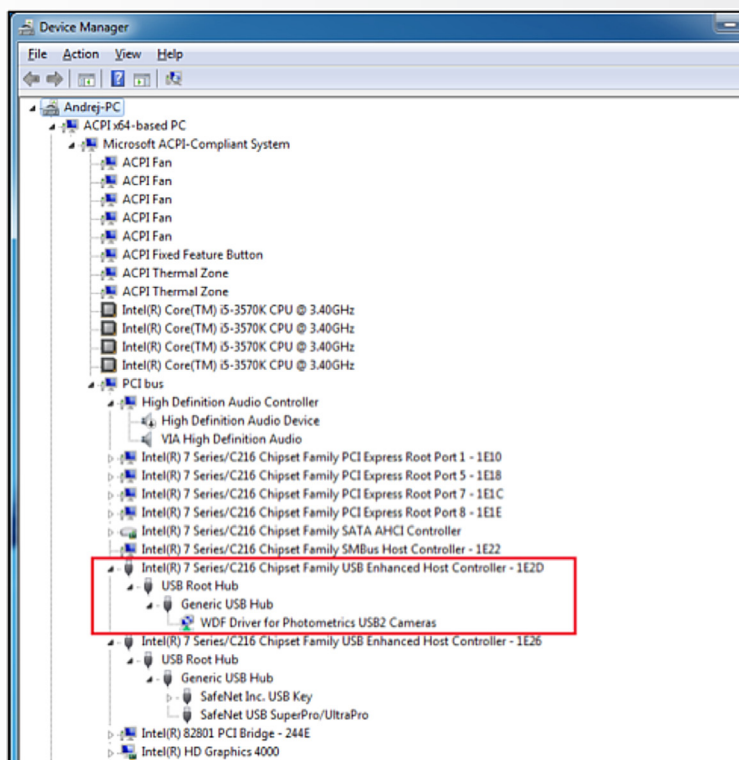 Device Manager
File Action View Help
Andrej-PC
ACPI x64-based PC
Microsoft ACPI-Compliant System
ACPI Fan
ACPI Fan
ACPI Fan
ACPI Fan
ACPI Fan
ACPI Fixed Feature Button
ACPI Thermal Zone
ACPI Thermal Zone
Intel(R) Core(TM) i5-3570K CPU @ 3.40GHz
Intel(R) Core(TM) i5-3570K CPU @ 3.40GHz
Intel(R) Core(TM) i5-3570K CPU @ 3.40GHz
Intel(R) Core(TM) i5-3570K CPU @ 3.40GHz
PCI bus
High Definition Audio Controller
High Definition Audio Device
VIA High Definition Audio
Intel(R) 7 Series/C216 Chipset Family PCI Express Root Port 1 - 1E10
Intel(R) 7 Series/C216 Chipset Family PCI Express Root Port 5 - 1E18
Intel(R) 7 Series/C216 Chipset Family PCI Express Root Port 7 - 1E1C
Intel(R) 7 Series/C216 Chipset Family PCI Express Root Port 8 - 1E1E
Intel(R) 7 Series/C216 Chipset Family SATA AHCI Controller
Intel(R) 7 Series/C216 Chipset Family SMBus Host Controller - 1E22
Intel(R) 7 Series/C216 Chipset Family USB Enhanced Host Controller - 1E2D
USB Root Hub
Generic USB Hub
WDF Driver for Photometrics USB2 Cameras
Intel(R) 7 Series/C216 Chipset Family USB Enhanced Host Controller - 1E26
USB Root Hub
Generic USB Hub
SafeNet Inc. USB Key
SafeNet USB SuperPro/UltraPro
Intel(R) 82801 PCI Bridge - 244E
Intel(R) HD Graphics 4000